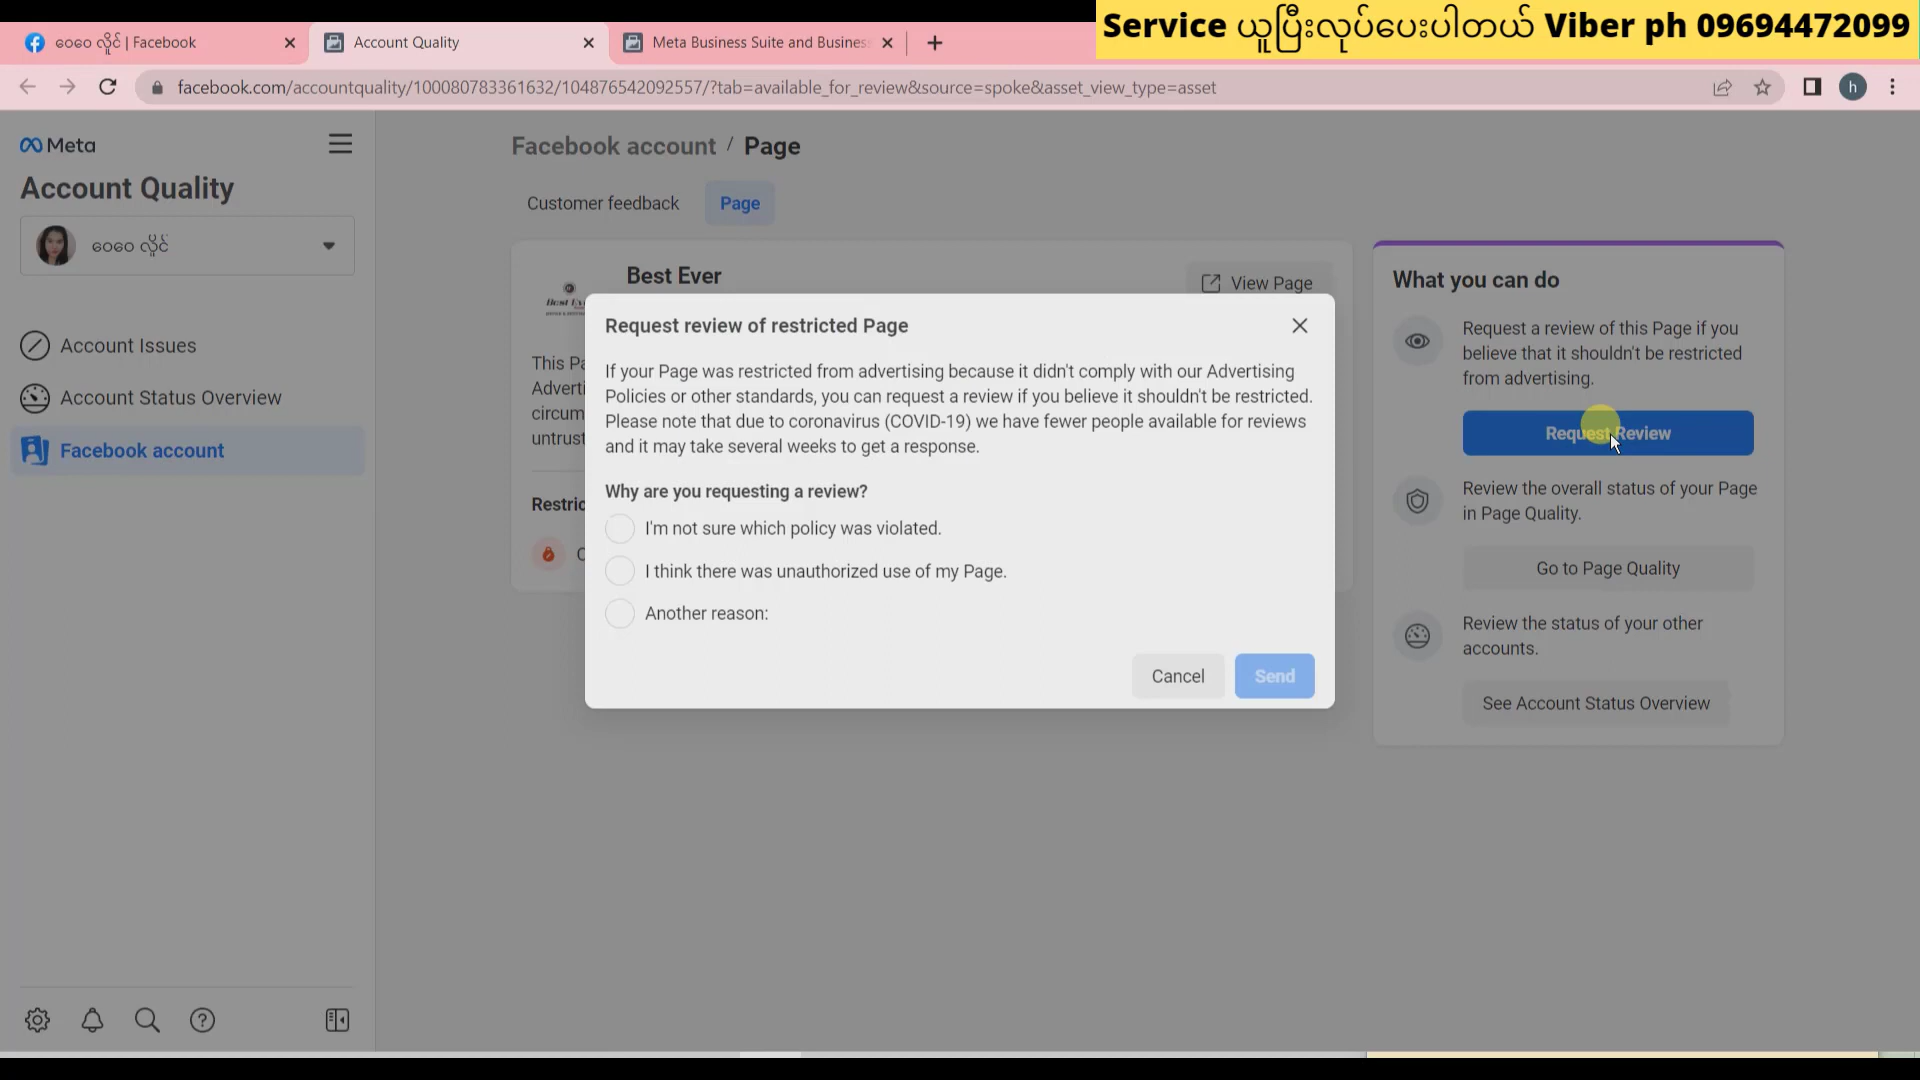 Service ယူပြီးလုပ်ပေးပါတယ် Viber ph 09694472099
ဝေဝေ လှိုင် | Facebook
Account Quality
Meta Business Suite and Business
facebook.com/accountquality/100080783361632/104876542092557/?tab=available_for_review&source=spoke&asset_view_type=asset
h
Meta
Account Quality
ဝေဝေ လှိုင်
Account Issues
Account Status Overview
Facebook account
Facebook account / Page
Customer feedback
Page
Best Ever
View Page
This Pa
Adverti
circum
untrust
Restric
Request review of restricted Page
If your Page was restricted from advertising because it didn't comply with our Advertising
Policies or other standards, you can request a review if you believe it shouldn't be restricted.
Please note that due to coronavirus (COVID-19) we have fewer people available for reviews
and it may take several weeks to get a response.
Why are you requesting a review?
I'm not sure which policy was violated.
I think there was unauthorized use of my Page.
Another reason:
Cancel
Send
What you can do
Request a review of this Page if you
believe that it shouldn't be restricted
from advertising.
Request Review
Review the overall status of your Page
in Page Quality.
Go to Page Quality
Review the status of your other
accounts.
See Account Status Overview